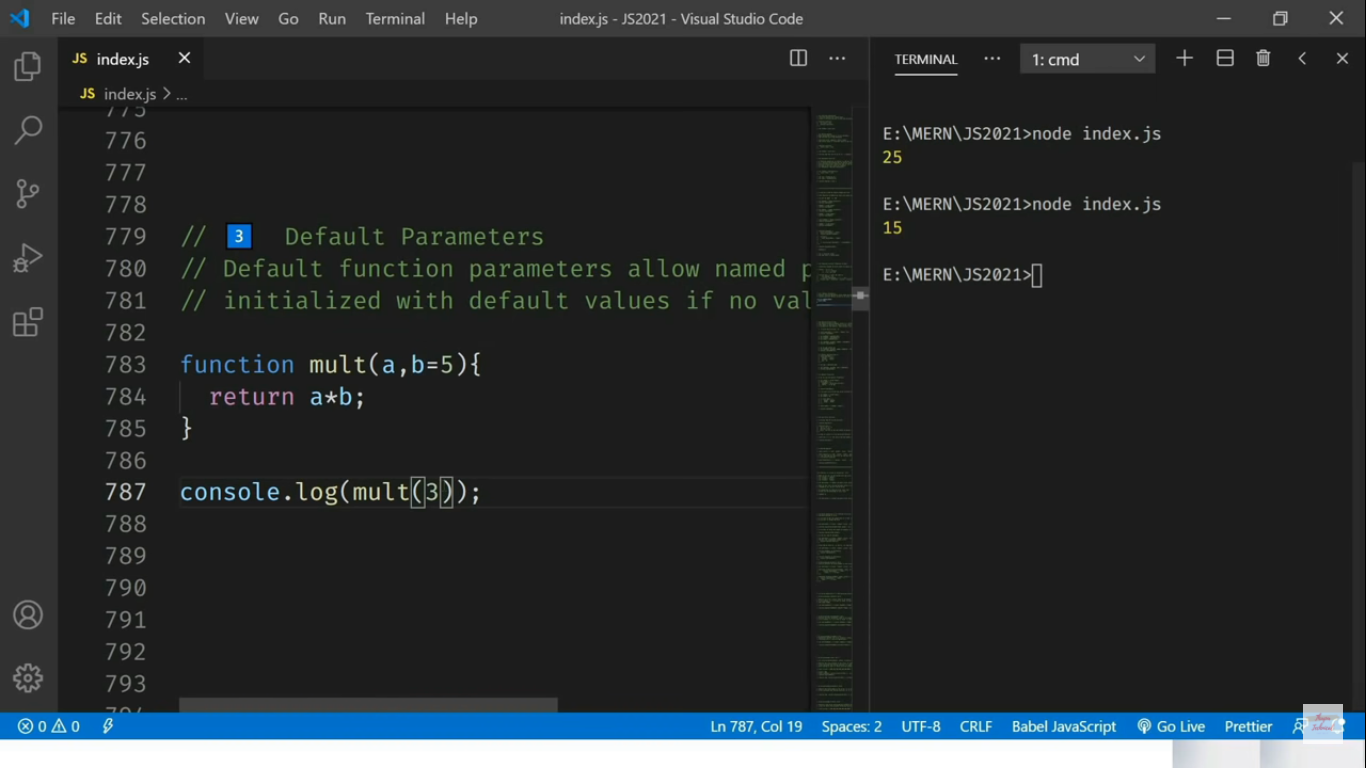 File Edit Selection View Go Run Terminal Help index.js - JS2021 - Visual Studio Code
JS index.js
JS index.js > ...
TERMINAL ... 1: cmd
775
776
777
778
779 // 3 Default Parameters
780 // Default function parameters allow named p
781 // initialized with default values if no val
782
783 function mult(a,b=5){
784 return a*b;
785 }
786
787 console.log(mult(3));
788
789
790
791
792
793
E:\MERN\JS2021>node index.js
25
E:\MERN\JS2021>node index.js
15
E:\MERN\JS2021>
0 0 Ln 787, Col 19 Spaces: 2 UTF-8 CRLF Babel JavaScript Go Live Prettier